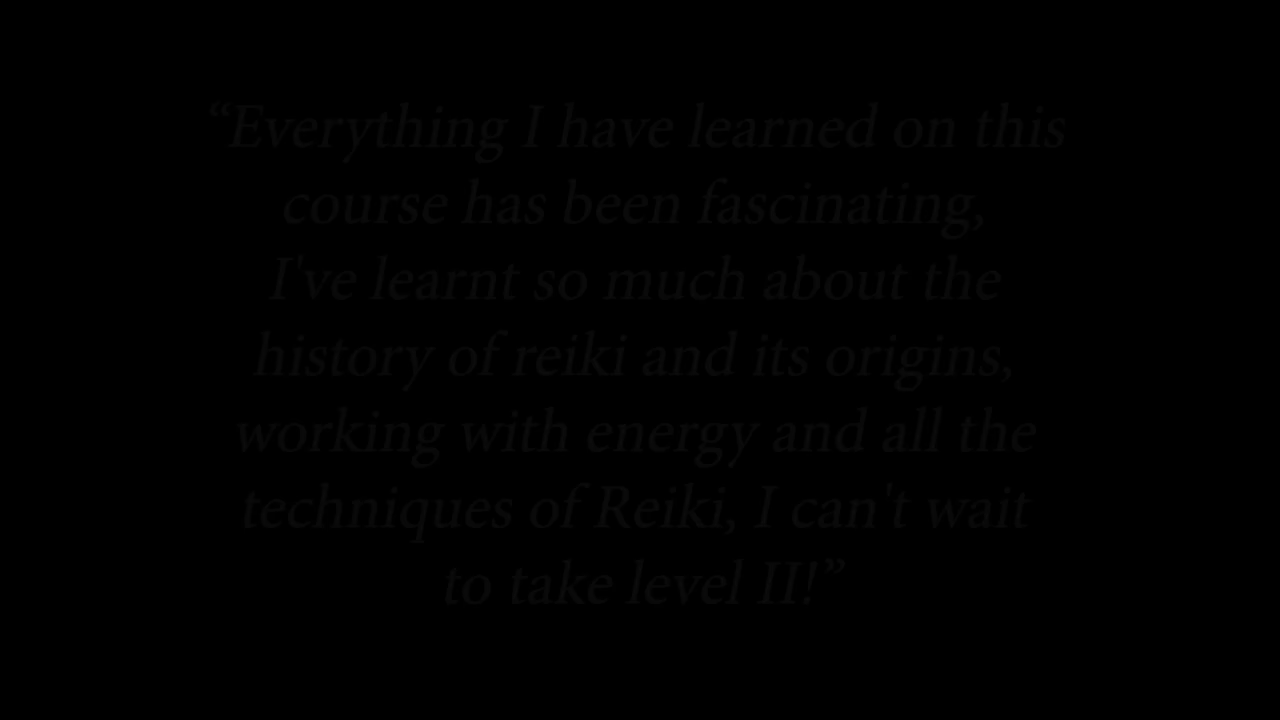 “Everything I have learned on this
course has been fascinating,
I've learnt so much about the
history of reiki and its origins,
working with energy and all the
techniques of Reiki, I can't wait
to take level II!”